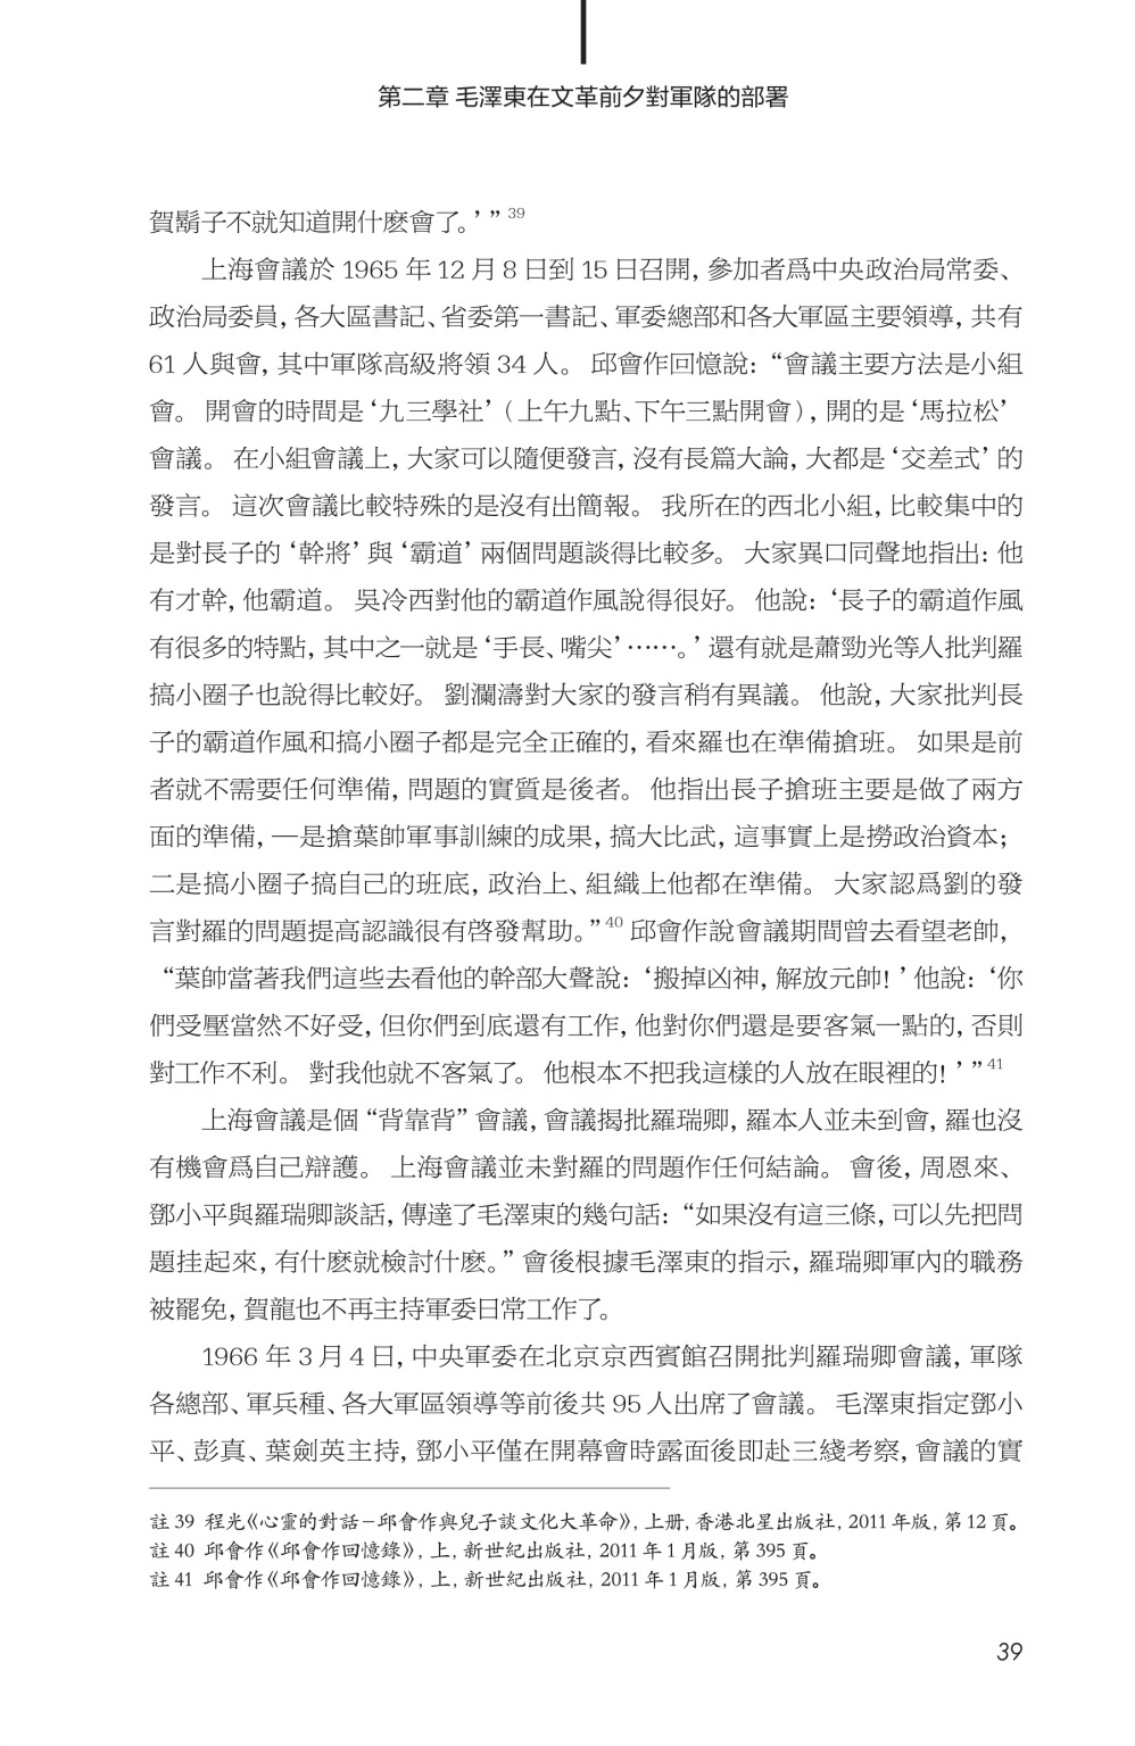 第二章 毛澤東在文革前夕對軍隊的部署
賀鬍子不就知道開什麽會了。’”39
上海會議於 1965 年 12 月 8 日到 15 日召開, 參加者爲中央政治局常委、
政治局委員, 各大區書記、省委第一書記、軍委總部和各大軍區主要領導, 共有
61 人與會, 其中軍隊高級將領 34 人。 邱會作回憶說: “會議主要方法是小組
會。 開會的時間是 ‘九三學社’ (上午九點、下午三點開會), 開的是 ‘馬拉松’
會議。 在小組會議上, 大家可以隨便發言, 沒有長篇大論, 大都是 ‘交差式’ 的
發言。 這次會議比較特殊的是沒有出簡報。 我所在的西北小組, 比較集中的
是對長子的 ‘幹將’ 與 ‘霸道’ 兩個問題談得比較多。 大家異口同聲地指出: 他
有才幹, 他霸道。 吳冷西對他的霸道作風說得很好。 他說: ‘長子的霸道作風
有很多的特點, 其中之一就是 ‘手長、嘴尖’ ……。’ 還有就是蕭勁光等人批判羅
搞小圈子也說得比較好。 劉瀾濤對大家的發言稍有異議。 他說, 大家批判長
子的霸道作風和搞小圈子都是完全正確的, 看來羅也在準備搶班。 如果是前
者就不需要任何準備, 問題的實質是後者。 他指出長子搶班主要是做了兩方
面的準備, 一是搶葉帥軍事訓練的成果, 搞大比武, 這事實上是撈政治資本;
二是搞小圈子搞自己的班底, 政治上、組織上他都在準備。 大家認爲劉的發
言對羅的問題提高認識很有啓發幫助。”40 邱會作說會議期間曾去看望老帥,
“葉帥當著我們這些去看他的幹部大聲說: ‘搬掉凶神, 解放元帥! ’ 他說: ‘你
們受壓當然不好受, 但你們到底還有工作, 他對你們還是要客氣一點的, 否則
對工作不利。 對我他就不客氣了。 他根本不把我這樣的人放在眼裡的! ’”41
上海會議是個 “背靠背” 會議, 會議揭批羅瑞卿, 羅本人並未到會, 羅也沒
有機會爲自己辯護。 上海會議並未對羅的問題作任何結論。 會後, 周恩來、
鄧小平與羅瑞卿談話, 傳達了毛澤東的幾句話: “如果沒有這三條, 可以先把問
題挂起來, 有什麽就檢討什麽。” 會後根據毛澤東的指示, 羅瑞卿軍內的職務
被罷免, 賀龍也不再主持軍委日常工作了。
1966 年 3 月 4 日, 中央軍委在北京京西賓館召開批判羅瑞卿會議, 軍隊
各總部、軍兵種、各大軍區領導等前後共 95 人出席了會議。 毛澤東指定鄧小
平、彭真、葉劍英主持, 鄧小平僅在開幕會時露面後即赴三綫考察, 會議的實
註 39 程光《心靈的對話－邱會作與兒子談文化大革命》, 上册, 香港北星出版社, 2011 年版, 第 12 頁。
註 40 邱會作《邱會作回憶錄》, 上, 新世紀出版社, 2011 年 1 月版, 第 395 頁。
註 41 邱會作《邱會作回憶錄》, 上, 新世紀出版社, 2011 年 1 月版, 第 395 頁。
39